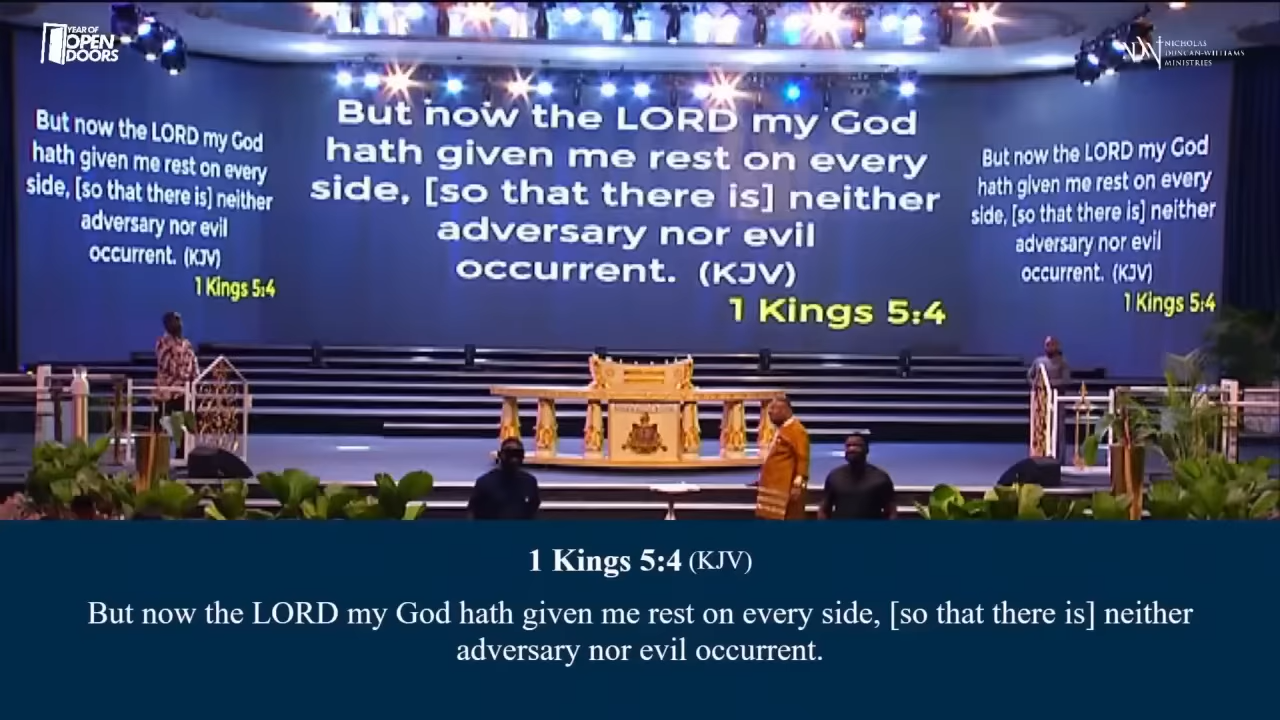 YEAR OF
OPEN
DOORS
NICHOLAS
DUNCAN-WILLIAMS
MINISTRIES
But now the LORD my God
hath given me rest on every
side, [so that there is] neither
adversary nor evil
occurrent. (KJV)
1 Kings 5:4
But now the LORD my God
hath given me rest on every
side, [so that there is] neither
adversary nor evil
occurrent. (KJV)
1 Kings 5:4
But now the LORD my God
hath given me rest on every
side, [so that there is] neither
adversary nor evil
occurrent. (KJV)
1 Kings 5:4
1 Kings 5:4 (KJV)
But now the LORD my God hath given me rest on every side, [so that there is] neither
adversary nor evil occurrent.